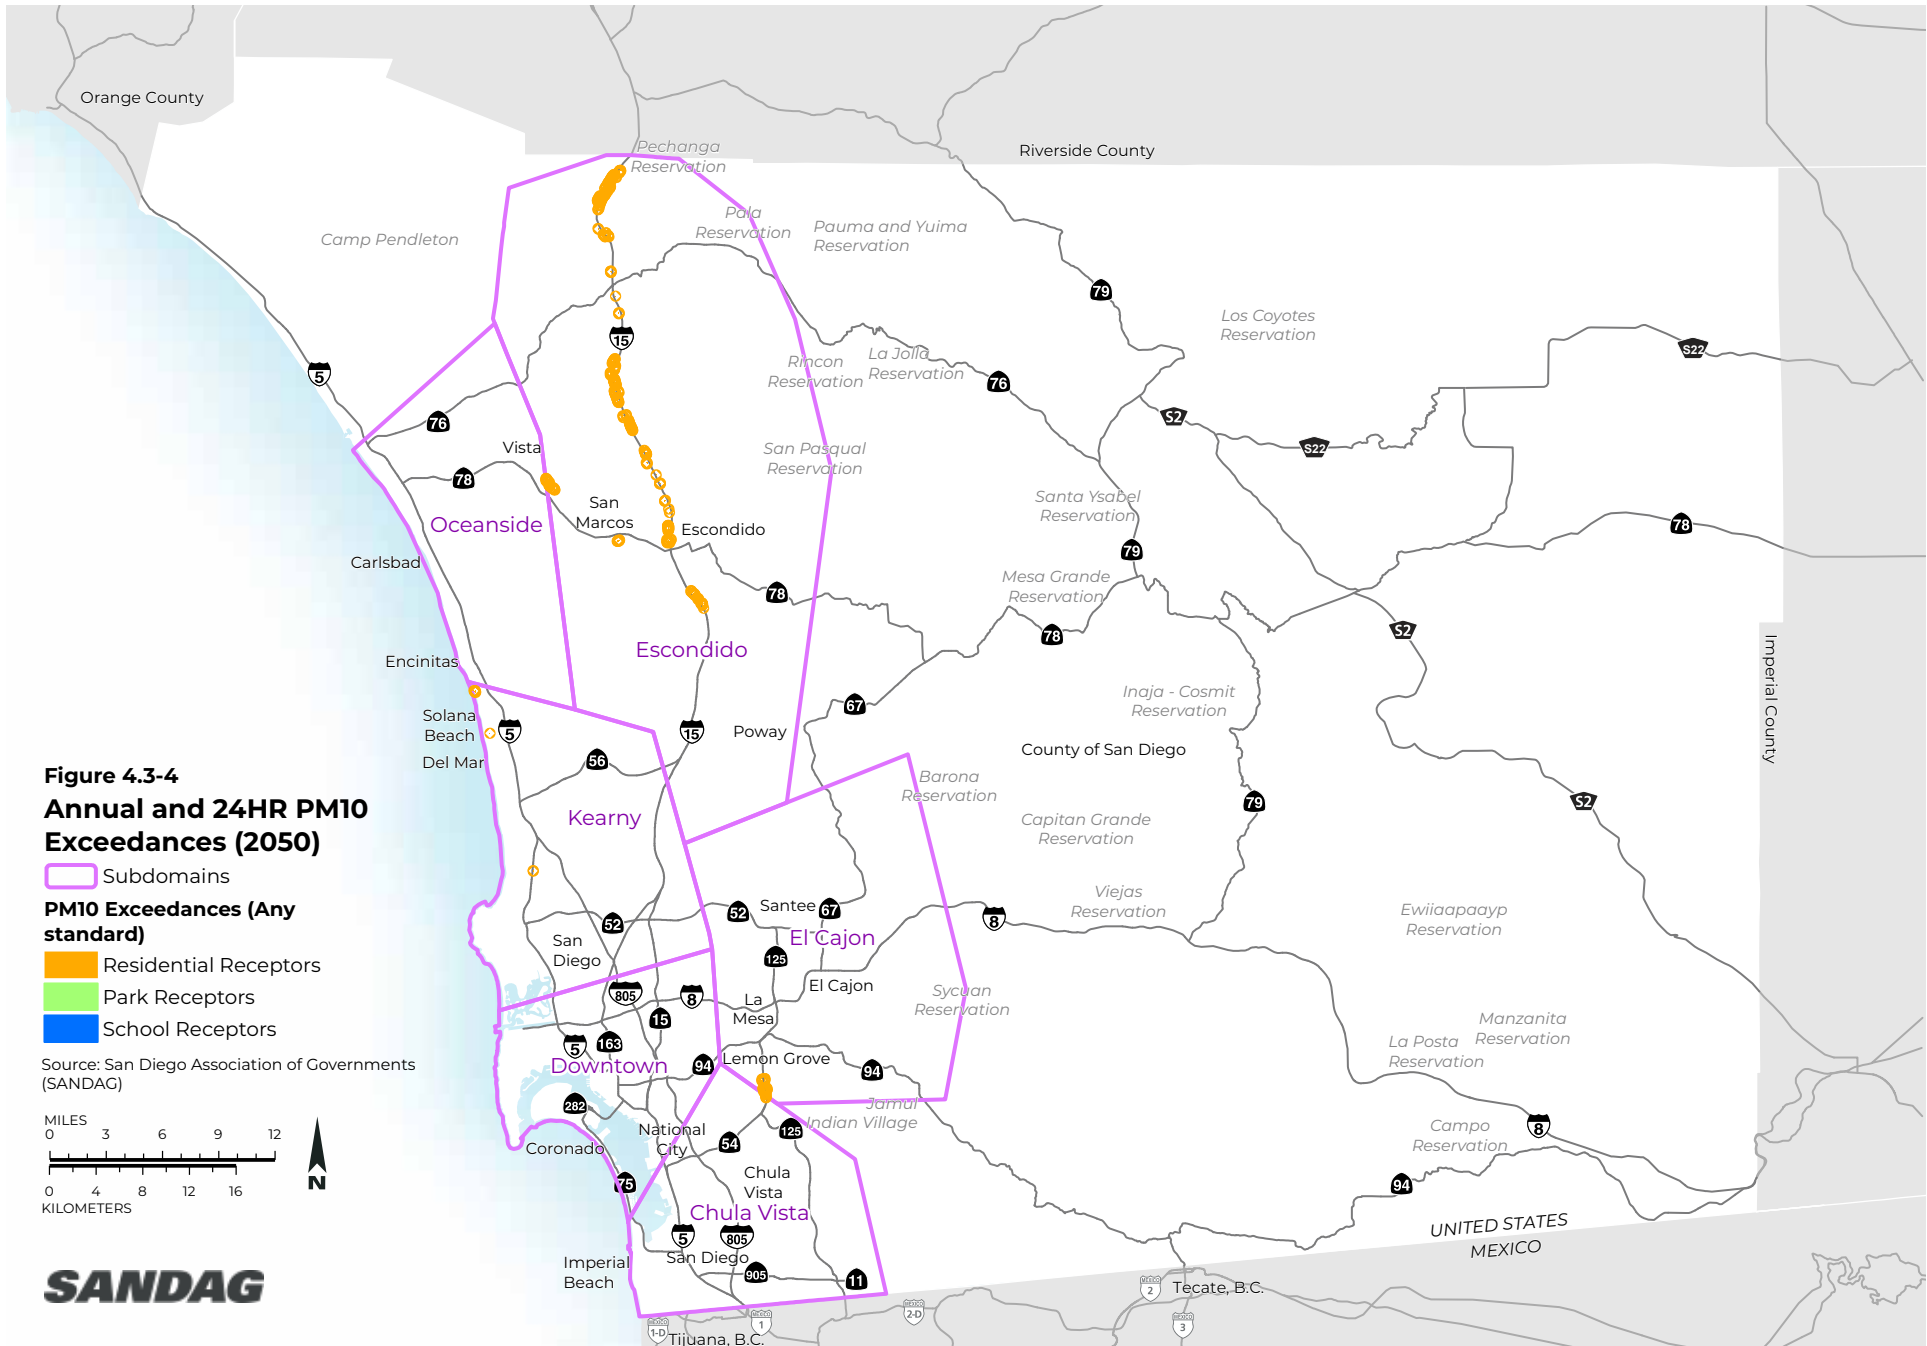 Orange County
Riverside County
Pechanga
Reservation
Camp Pendleton
Pala
Reservation
Pauma and Yuima
Reservation
79
Los Coyotes
Reservation
15
5
S22
Rincon
Reservation
La Jolla
Reservation
76
76
S2
S22
Vista
78
San Pasqual
Reservation
San
Marcos
Santa Ysabel
Reservation
Oceanside
Escondido
78
79
Carlsbad
Mesa Grande
Reservation
78
78
S2
Escondido
Encinitas
Imperial County
Inaja - Cosmit
Reservation
67
Solana
Beach
5
15
Poway
County of San Diego
Del Mar
56
Barona
Reservation
79
S2
Kearny
Capitan Grande
Reservation
Figure 4.3-4
Annual and 24HR PM10
Exceedances (2050)
Subdomains
PM10 Exceedances (Any
standard)
Residential Receptors
Park Receptors
School Receptors
Source: San Diego Association of Governments
(SANDAG)
MILES
0 3 6 9 12
0 4 8 12 16
KILOMETERS
N
SANDAG
52
52
Santee
67
Viejas
Reservation
8
Ewiiaapaayp
Reservation
San
Diego
El Cajon
125
805
8
La
Mesa
El Cajon
Sycuan
Reservation
15
Manzanita
Reservation
La Posta
Reservation
5
163
Downtown
94
Lemon Grove
94
282
Jamul
Indian Village
National
City
125
54
Coronado
Campo
Reservation
8
75
Chula
Vista
94
Chula Vista
UNITED STATES
MEXICO
5
805
San Diego
Imperial
Beach
905
11
MEXICO
2
Tecate, B.C.
MEXICO
1-D
MEXICO
1
MEXICO
2-D
MEXICO
3
Tijuana, B.C.